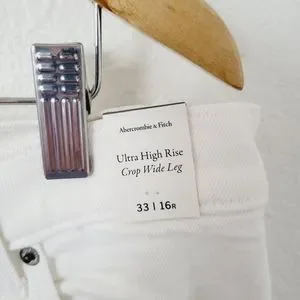 Abercrombie & Fitch
Ultra High Rise
Crop Wide Leg
33 | 16R